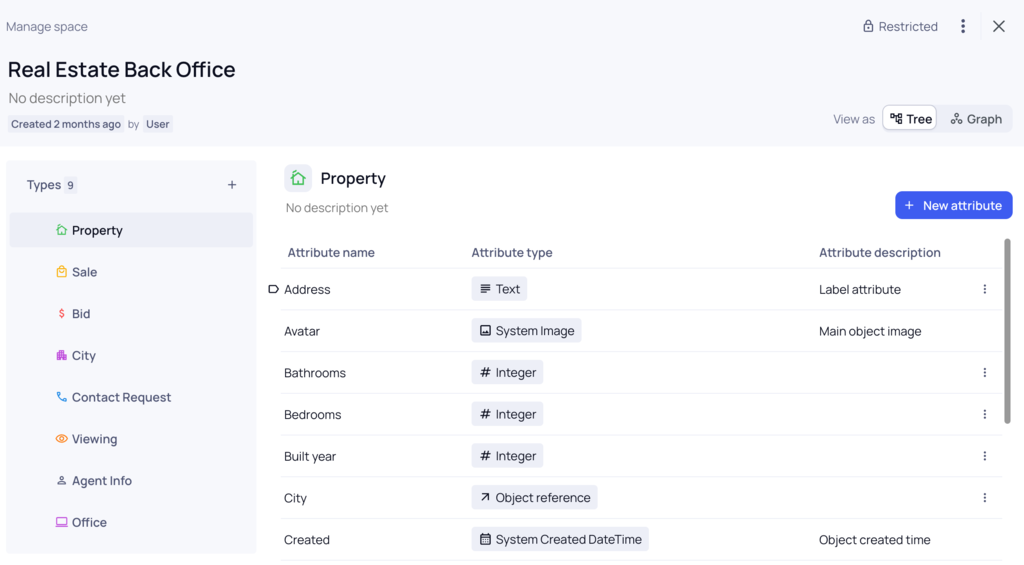 Manage space
Restricted
Real Estate Back Office
No description yet
Created 2 months ago by User
View as Tree Graph
Types 9
Property
Sale
Bid
City
Contact Request
Viewing
Agent Info
Office
Property
No description yet
+ New attribute
Attribute name Attribute type Attribute description
Address Text Label attribute
Avatar System Image Main object image
Bathrooms # Integer
Bedrooms # Integer
Built year # Integer
City Object reference
Created System Created DateTime Object created time